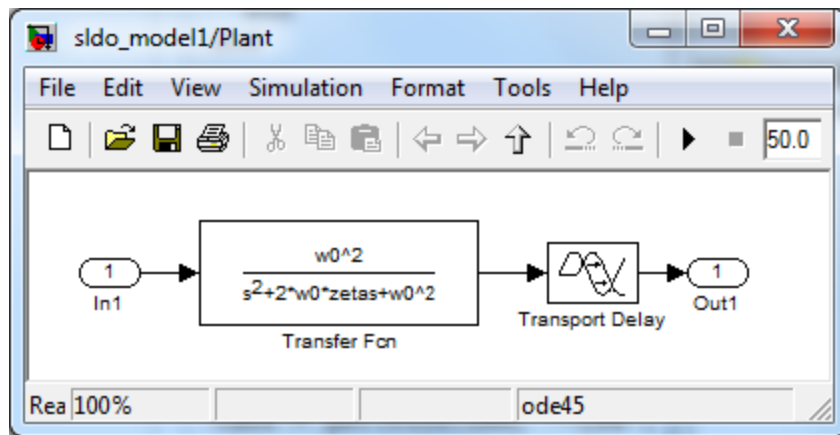 sldo_model1/Plant
File Edit View Simulation Format Tools Help
50.0
1
In1
w0^2
s2+2*w0*zetas+w0^2
Transfer Fcn
Transport Delay
1
Out1
Rea 100% ode45